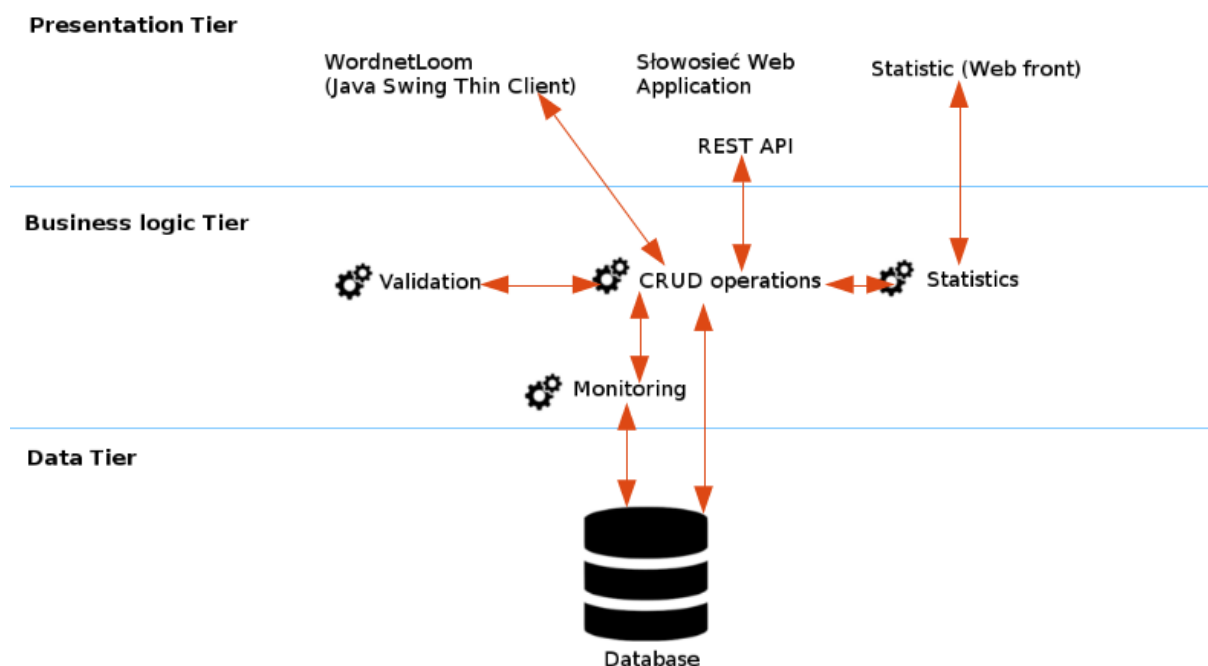 Presentation Tier
WordnetLoom
(Java Swing Thin Client)
Słowosieć Web
Application
Statistic (Web front)
REST API
Business logic Tier
Validation
CRUD operations
Statistics
Monitoring
Data Tier
Database